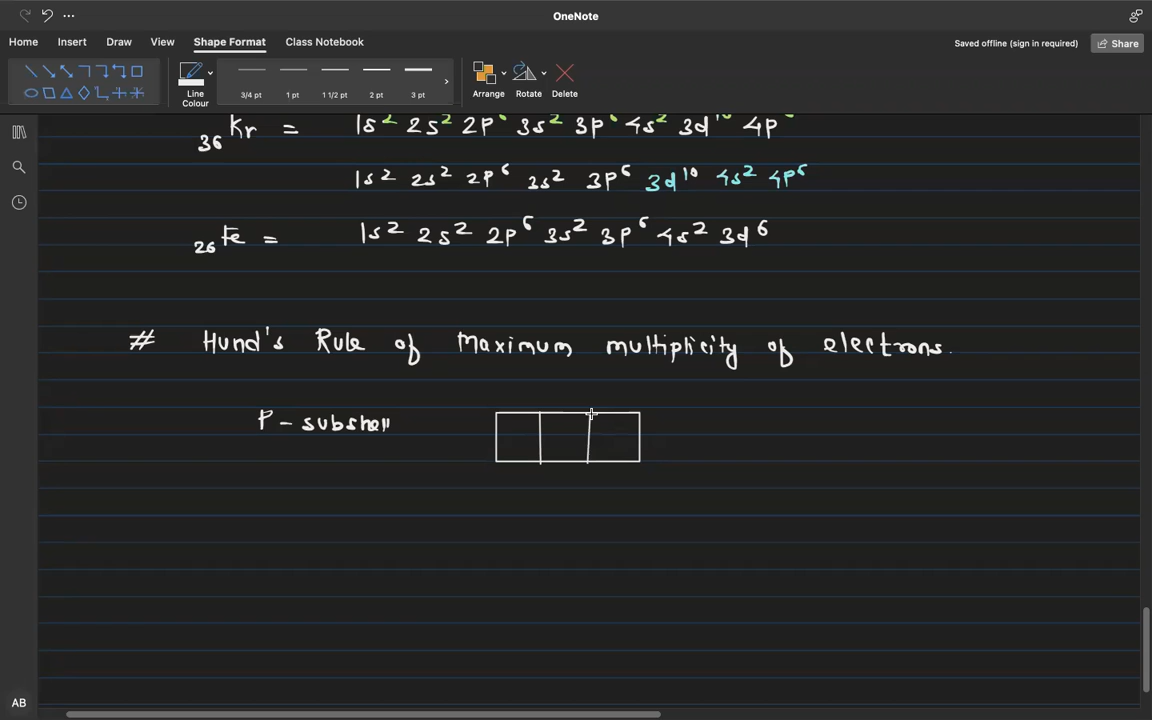 OneNote
Home Insert Draw View Shape Format Class Notebook
Saved offline (sign in required) Share
Line Colour
3/4 pt 1 pt 1 1/2 pt 2 pt 3 pt
Arrange Rotate Delete
₃₆Kr = 1s² 2s² 2p⁶ 3s² 3p⁶ 4s² 3d¹⁰ 4p⁶
1s² 2s² 2p⁶ 3s² 3p⁶ 3d¹⁰ 4s² 4p⁶
₂₆Fe = 1s² 2s² 2p⁶ 3s² 3p⁶ 4s² 3d⁶
# Hund's Rule of Maximum multiplicity of electrons.
P - subshell
AB